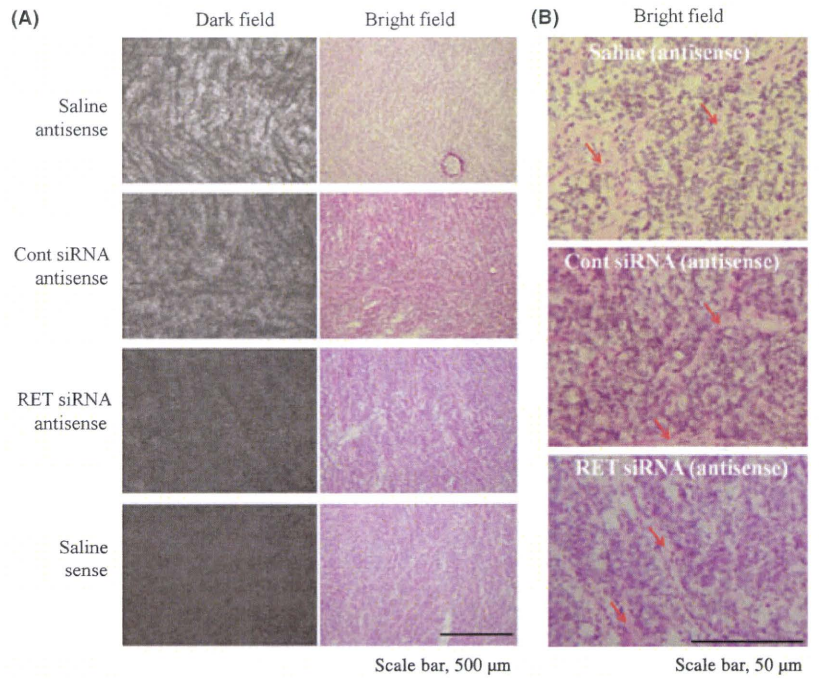 (A)
Dark field
Bright field
(B)
Bright field
Saline
antisense
Saline (antisense)
Cont siRNA
antisense
Cont siRNA (antisense)
RET siRNA
antisense
RET siRNA (antisense)
Saline
sense
Scale bar, 500 μm
Scale bar, 50 μm